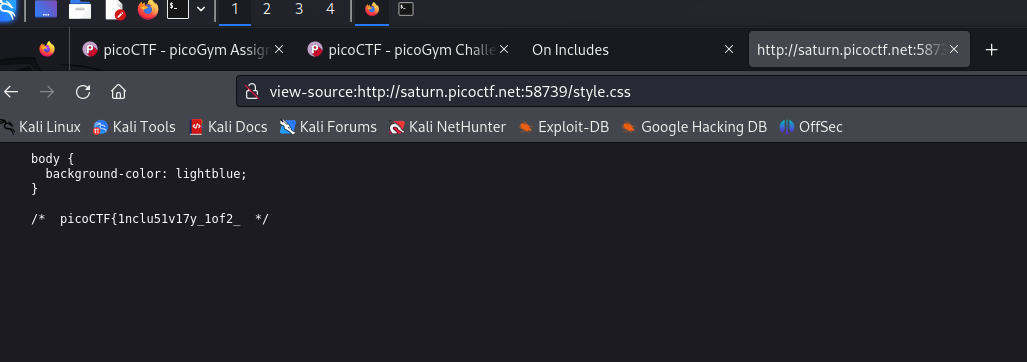 1 2 3 4
picoCTF - picoGym Assign
picoCTF - picoGym Challe
On Includes
http://saturn.picoctf.net:5873
view-source:http://saturn.picoctf.net:58739/style.css
Kali Linux Kali Tools Kali Docs Kali Forums Kali NetHunter Exploit-DB Google Hacking DB OffSec
body {
  background-color: lightblue;
}
/*  picoCTF{1nclu51v17y_1of2_  */